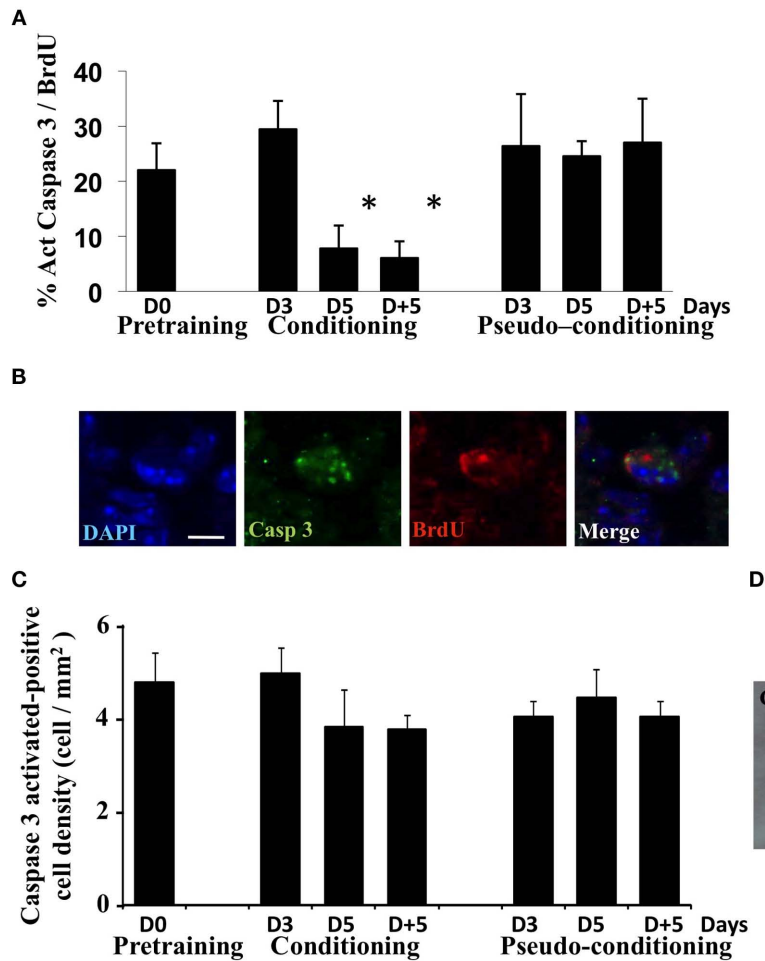 A
% Act Caspase 3 / BrdU
40
30
20
10
0
* *
D0 D3 D5 D+5 D3 D5 D+5 Days
Pretraining Conditioning Pseudo–conditioning
B
DAPI Casp 3 BrdU Merge
C
D
Caspase 3 activated-positive
cell density (cell / mm²)
6
4
2
0
D0 D3 D5 D+5 D3 D5 D+5 Days
Pretraining Conditioning Pseudo-conditioning